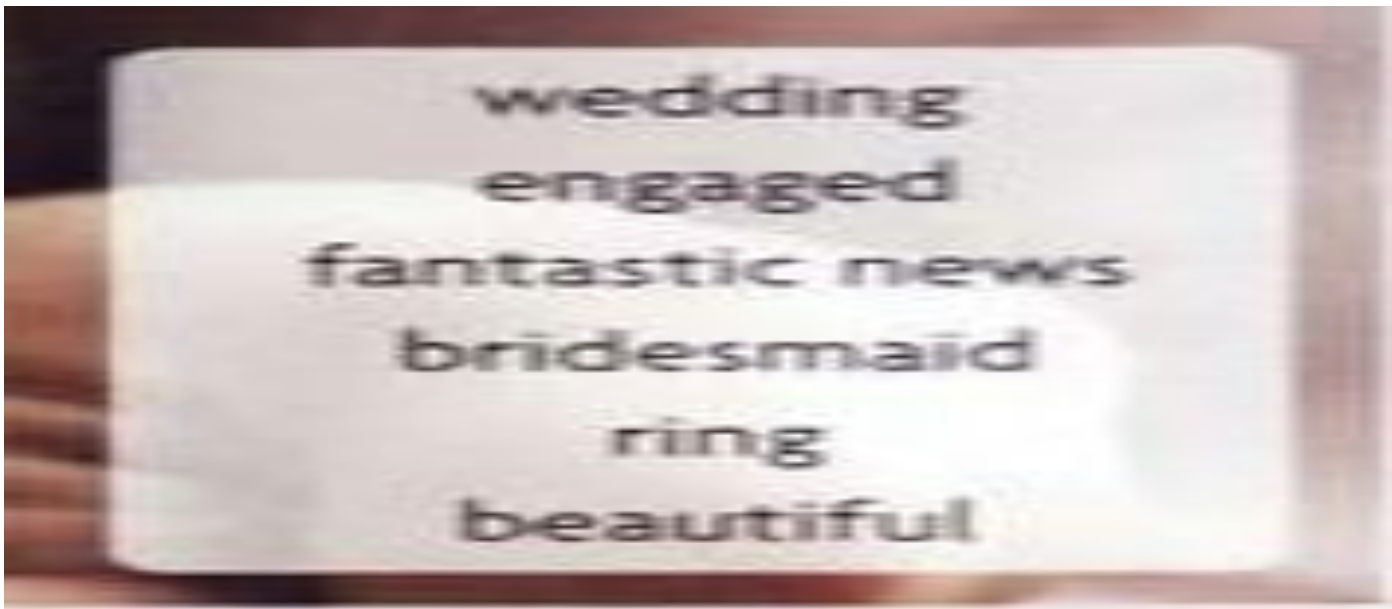 wedding
engaged
fantastic news
bridesmaid
ring
beautiful